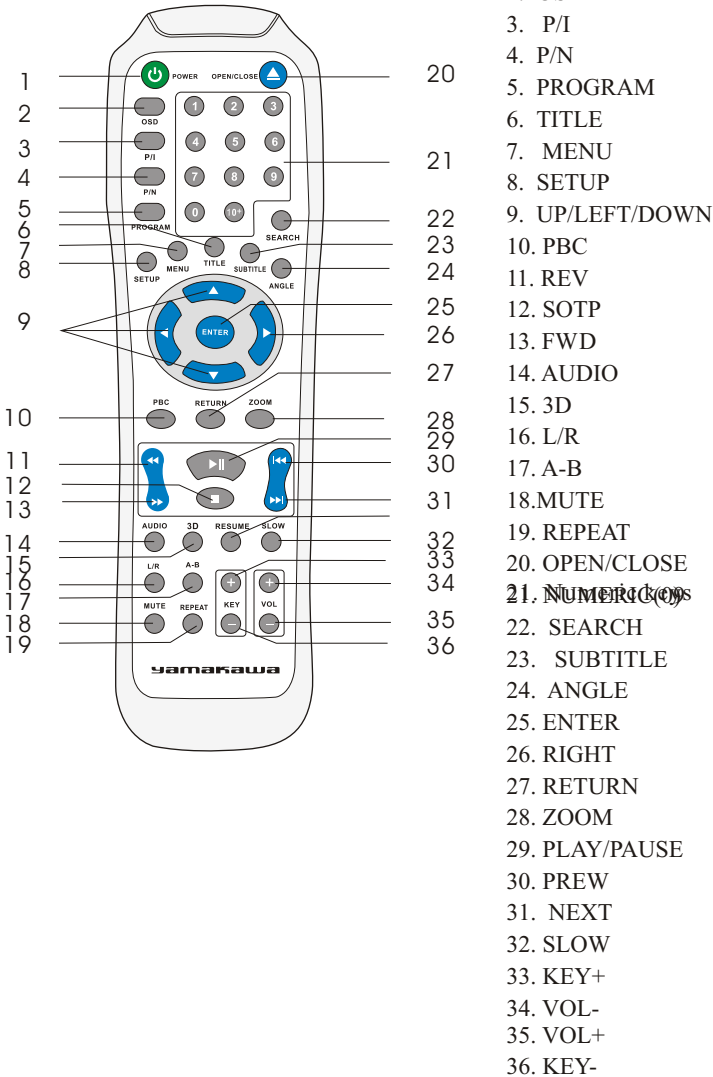 1
2
3
4
5
6
7
8
9
10
11
12
13
14
15
16
17
18
19
POWER OPEN/CLOSE
OSD
1 2 3
P/I
4 5 6
P/N
7 8 9
PROGRAM
0 10+
SEARCH
MENU TITLE SUBTITLE
SETUP ANGLE
ENTER
PBC RETURN ZOOM
AUDIO 3D RESUME SLOW
L/R A-B
MUTE REPEAT KEY VOL
yamakawa
20
21
22
23
24
25
26
27
28
29
30
31
32
33
34
35
36
3. P/I
4. P/N
5. PROGRAM
6. TITLE
7. MENU
8. SETUP
9. UP/LEFT/DOWN
10. PBC
11. REV
12. SOTP
13. FWD
14. AUDIO
15. 3D
16. L/R
17. A-B
18.MUTE
19. REPEAT
20. OPEN/CLOSE
21.
22. SEARCH
23. SUBTITLE
24. ANGLE
25. ENTER
26. RIGHT
27. RETURN
28. ZOOM
29. PLAY/PAUSE
30. PREW
31. NEXT
32. SLOW
33. KEY+
34. VOL-
35. VOL+
36. KEY-